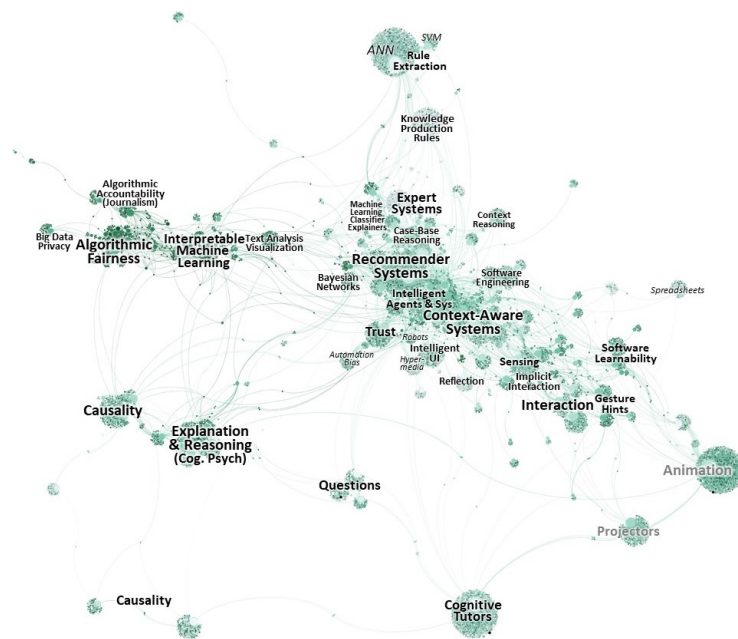 SVM
ANN
Rule
Extraction
Knowledge
Production
Rules
Algorithmic
Accountability
(Journalism)
Big Data
Privacy
Algorithmic
Fairness
Interpretable
Machine
Learning
Text Analysis
Visualization
Machine
Learning
Classifier
Explainers
Expert
Systems
Case-Base
Reasoning
Context
Reasoning
Recommender
Systems
Bayesian
Networks
Intelligent
Agents & Sys
Software
Engineering
Spreadsheets
Context-Aware
Systems
Trust
Robots
Automation
Bias
Intelligent
UI
Hyper-
media
Reflection
Sensing
Implicit
Interaction
Software
Learnability
Interaction
Gesture
Hints
Causality
Explanation
& Reasoning
(Cog. Psych)
Questions
Animation
Projectors
Causality
Cognitive
Tutors